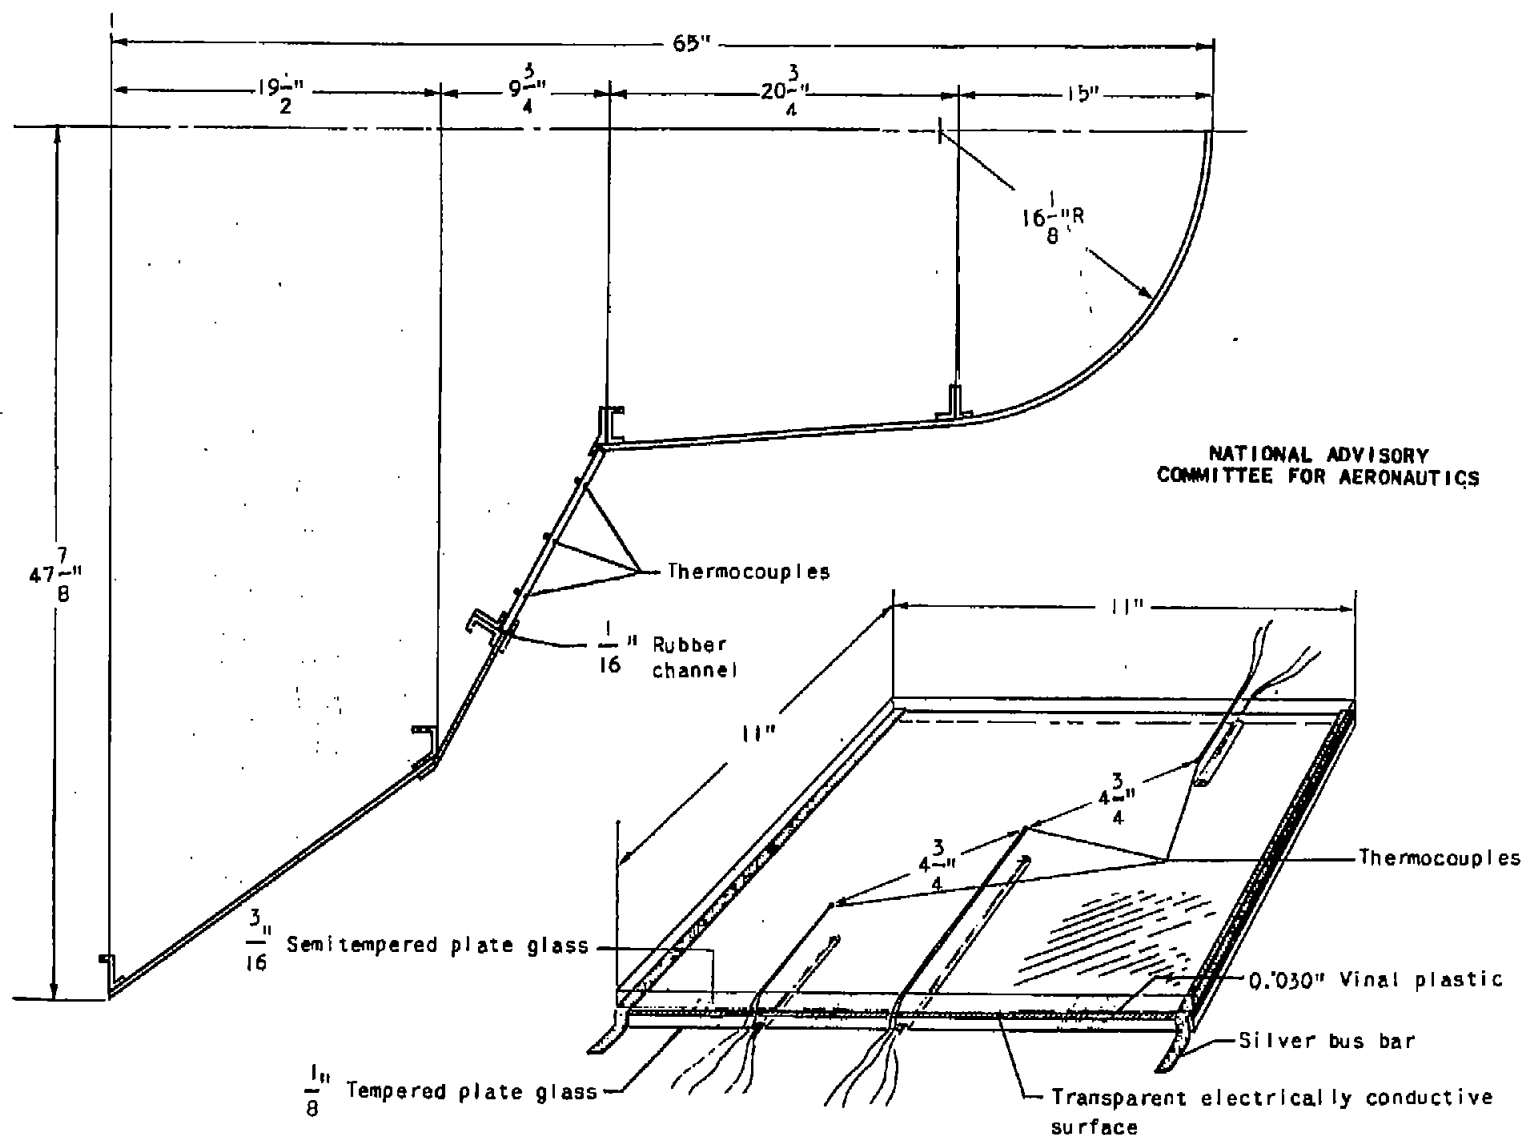 65"
19 1/2"
9 3/4"
20 3/4"
15"
16 1/8" R
47 7/8"
NATIONAL ADVISORY
COMMITTEE FOR AERONAUTICS
Thermocouples
1/16" Rubber
channel
11"
11"
4 3/4"
4 3/4"
Thermocouples
3/16" Semitempered plate glass
0.030" Vinal plastic
Silver bus bar
1/8" Tempered plate glass
Transparent electrically conductive
surface